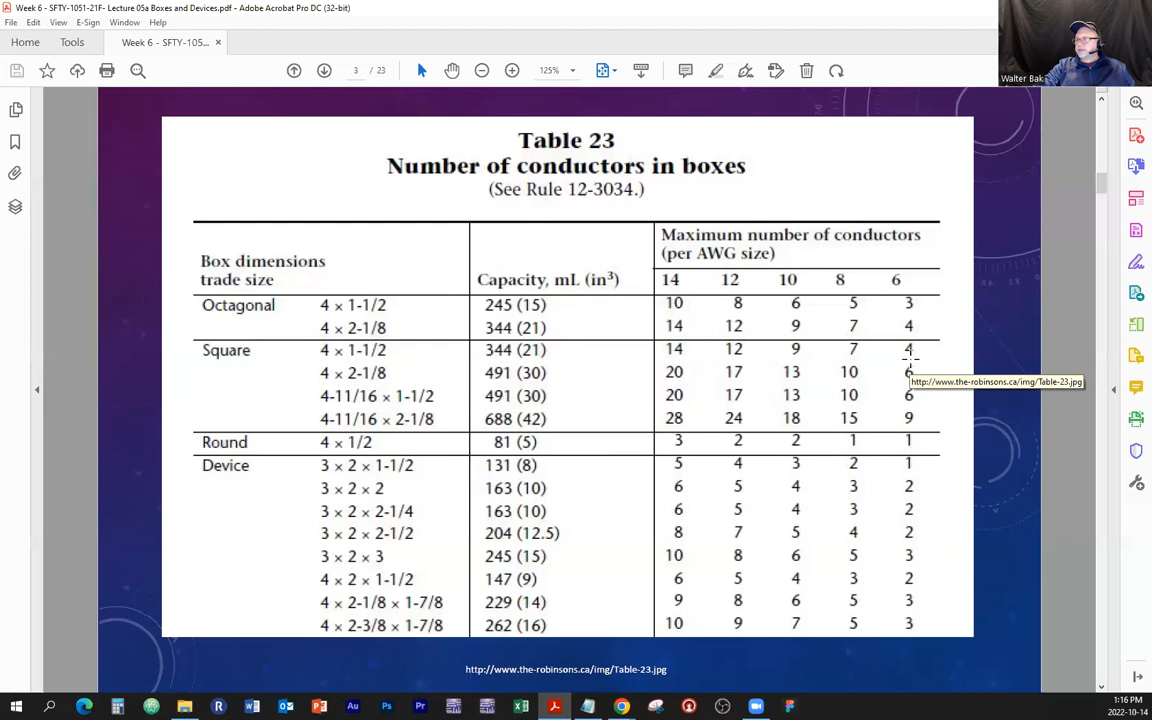 Week 6 - SFTY-1051-21F- Lecture 05a Boxes and Devices.pdf - Adobe Acrobat Pro DC (32-bit)
File Edit View E-Sign Window Help
Home Tools Week 6 - SFTY-105... ×
3 / 23 125%
Walter Bak
Table 23
Number of conductors in boxes
(See Rule 12-3034.)
Maximum number of conductors
(per AWG size)
Box dimensions
trade size Capacity, mL (in³) 14 12 10 8 6
Octagonal 4 × 1-1/2 245 (15) 10 8 6 5 3
4 × 2-1/8 344 (21) 14 12 9 7 4
Square 4 × 1-1/2 344 (21) 14 12 9 7 4
4 × 2-1/8 491 (30) 20 17 13 10 6
http://www.the-robinsons.ca/img/Table-23.jpg
4-11/16 × 1-1/2 491 (30) 20 17 13 10 6
4-11/16 × 2-1/8 688 (42) 28 24 18 15 9
Round 4 × 1/2 81 (5) 3 2 2 1 1
Device 3 × 2 × 1-1/2 131 (8) 5 4 3 2 1
3 × 2 × 2 163 (10) 6 5 4 3 2
3 × 2 × 2-1/4 163 (10) 6 5 4 3 2
3 × 2 × 2-1/2 204 (12.5) 8 7 5 4 2
3 × 2 × 3 245 (15) 10 8 6 5 3
4 × 2 × 1-1/2 147 (9) 6 5 4 3 2
4 × 2-1/8 × 1-7/8 229 (14) 9 8 6 5 3
4 × 2-3/8 × 1-7/8 262 (16) 10 9 7 5 3
http://www.the-robinsons.ca/img/Table-23.jpg
1:16 PM
2022-10-14